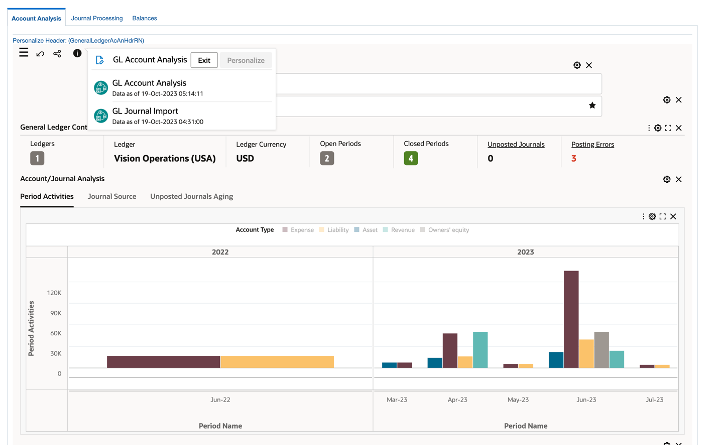 Account Analysis Journal Processing Balances
Personalize Header: (GeneralLedgerAcAnHdrRN)
GL Account Analysis Exit Personalize
GL Account Analysis
Data as of 19-Oct-2023 05:14:11
GL Journal Import
Data as of 19-Oct-2023 04:31:00
General Ledger Cont
Ledgers Ledger Ledger Currency Open Periods Closed Periods Unposted Journals Posting Errors
1 Vision Operations (USA) USD 2 4 0 3
Account/Journal Analysis
Period Activities Journal Source Unposted Journals Aging
Account Type Expense Liability Asset Revenue Owners' equity
2022 2023
Period Activities
120K
90K
60K
30K
0
Jun-22 Mar-23 Apr-23 May-23 Jun-23 Jul-23
Period Name Period Name